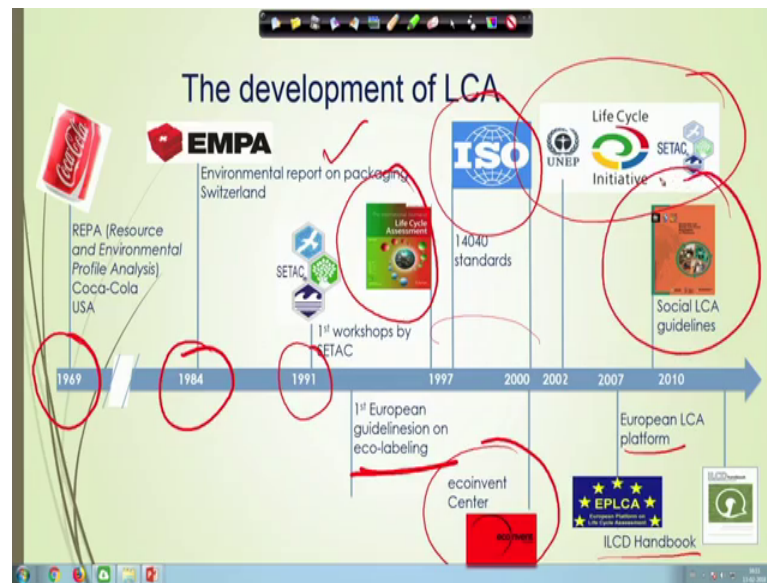 The development of LCA
Coca-Cola
EMPA
Environmental report on packaging
Switzerland
REPA (Resource
and Environmental
Profile Analysis)
Coca-Cola
USA
SETAC
1st workshops by
SETAC
Life Cycle
Assessment
ISO
14040
standards
UNEP
Life Cycle
Initiative
SETAC
Social LCA
guidelines
1969
1984
1991
1997
2000
2002
2007
2010
1st European
guidelinesion on
eco-labeling
ecoinvent
Center
European LCA
platform
EPLCA
European Platform on
Life Cycle Assessment
ILCD Handbook